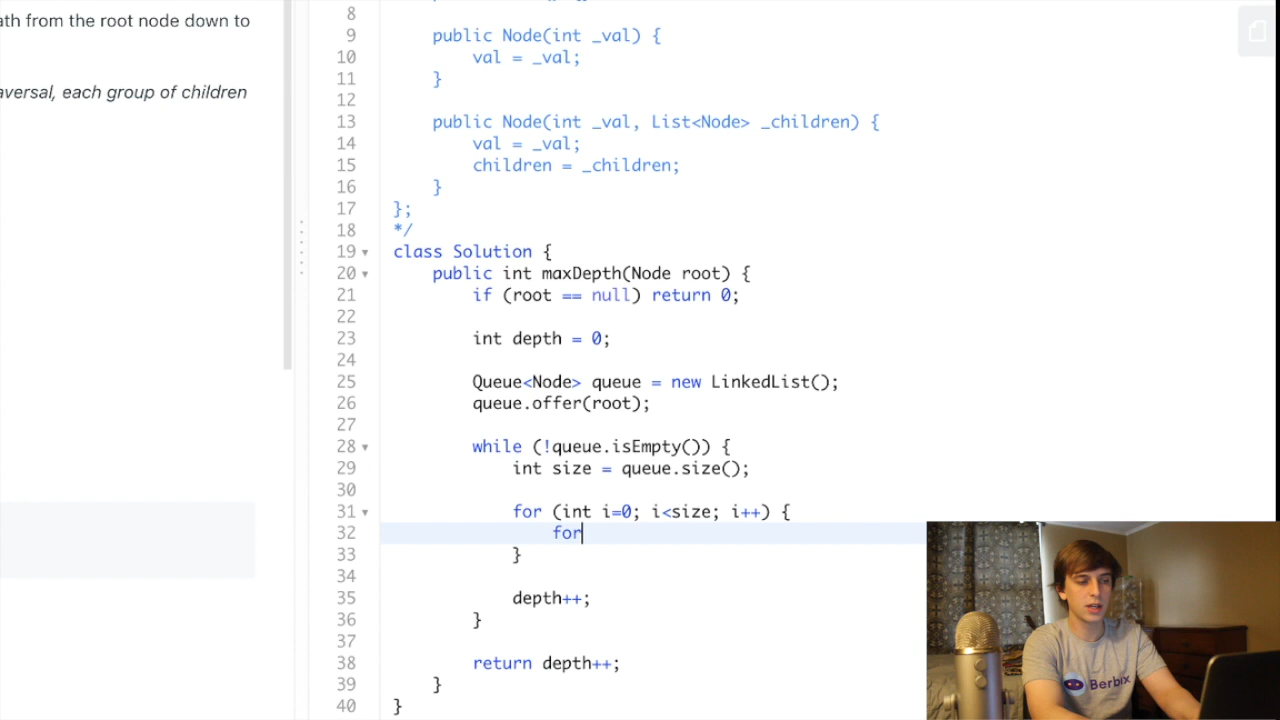 ath from the root node down to
aversal, each group of children
8
9 public Node(int _val) {
10 val = _val;
11 }
12
13 public Node(int _val, List<Node> _children) {
14 val = _val;
15 children = _children;
16 }
17 };
18 */
19 class Solution {
20 public int maxDepth(Node root) {
21 if (root == null) return 0;
22
23 int depth = 0;
24
25 Queue<Node> queue = new LinkedList();
26 queue.offer(root);
27
28 while (!queue.isEmpty()) {
29 int size = queue.size();
30
31 for (int i=0; i<size; i++) {
32 for
33 }
34
35 depth++;
36 }
37
38 return depth++;
39 }
40 }
Berbix